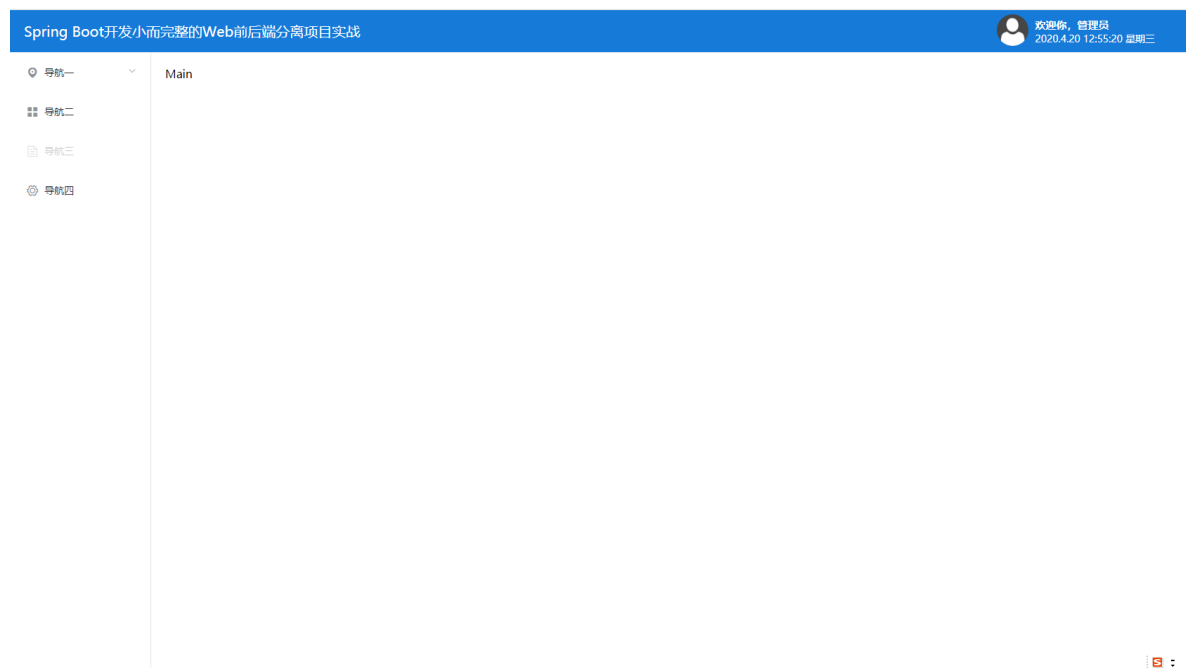 Spring Boot开发小而完整的Web前后端分离项目实战
欢迎你，管理员
2020.4.20 12:55:20 星期三
导航一
Main
导航二
导航三
导航四
S